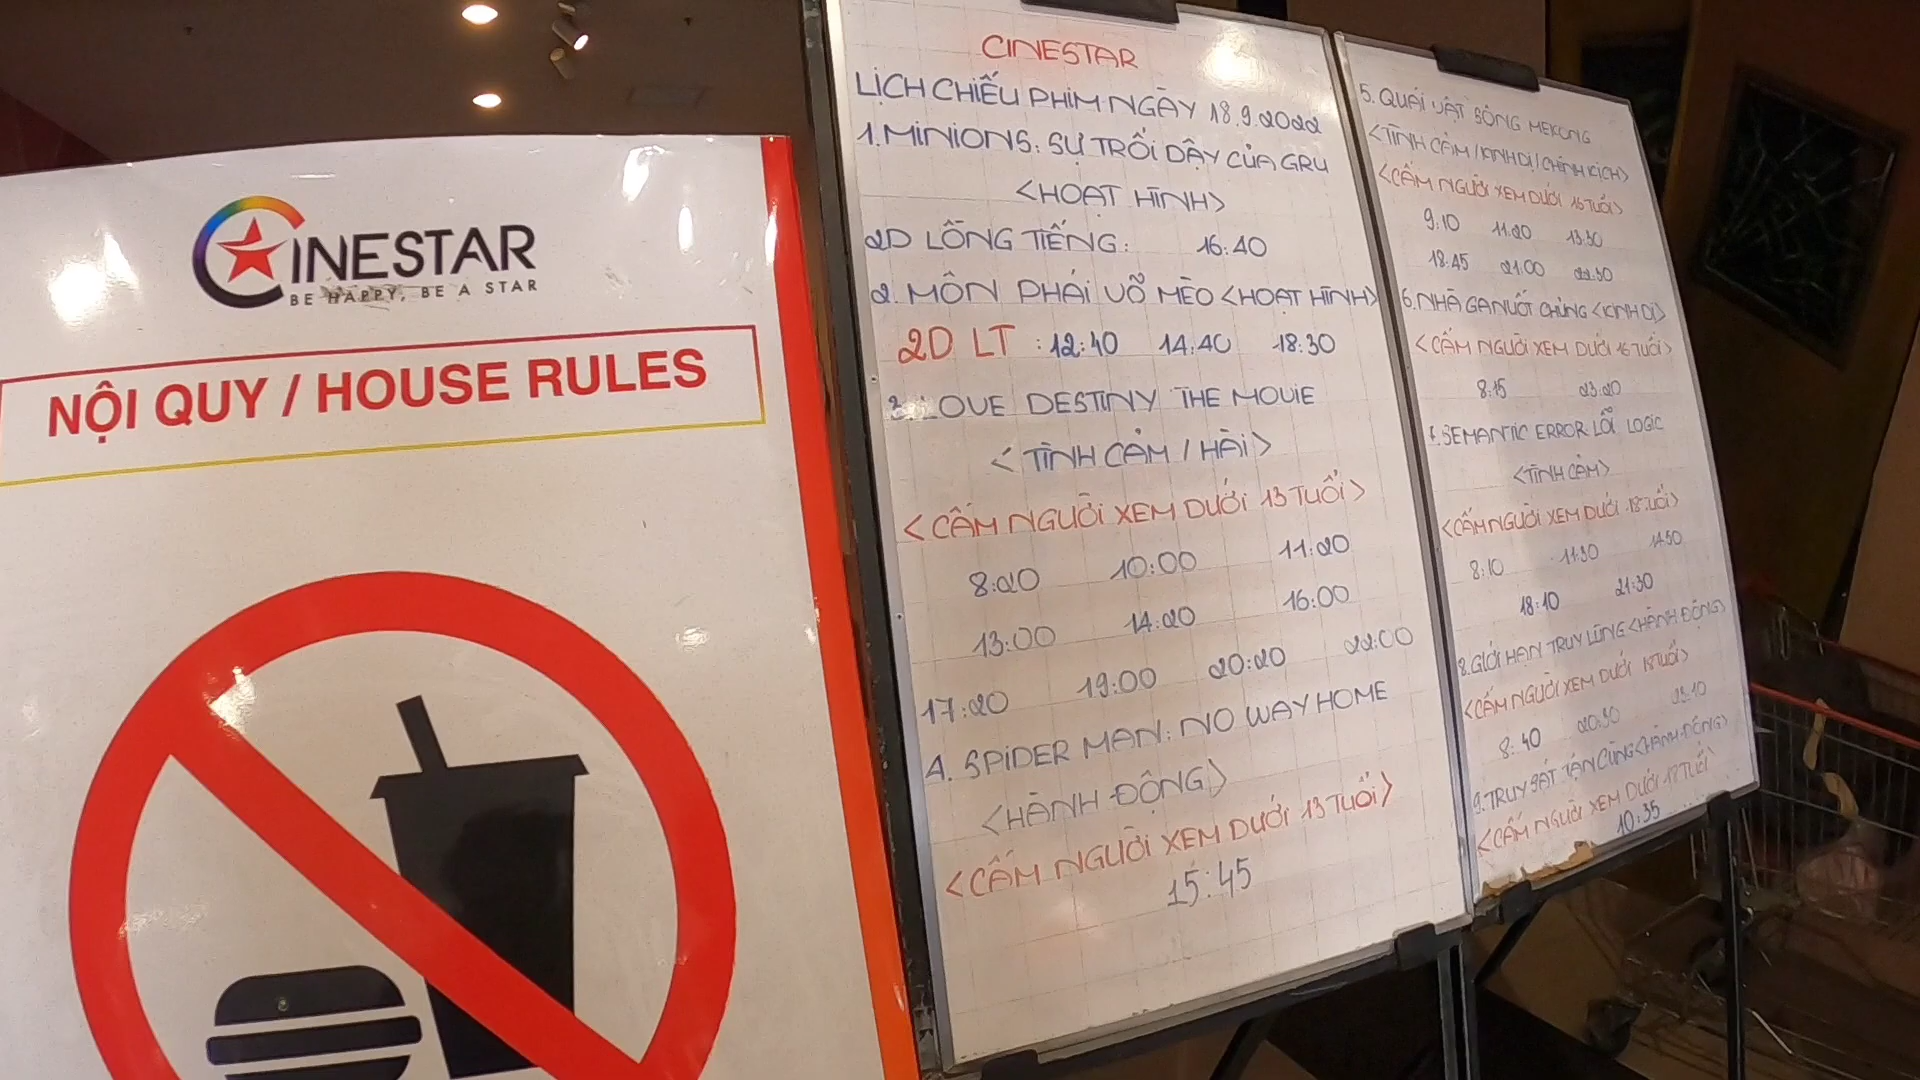 CINESTAR
BE HAPPY, BE A STAR
NỘI QUY / HOUSE RULES
CINESTAR
LỊCH CHIẾU PHIM NGÀY 18.9.2022
1. MINIONS: SỰ TRỖI DẬY CỦA GRU
<HOẠT HÌNH>
2D LỒNG TIẾNG: 16:40
2. MÔN PHÁI VÕ MÈO <HOẠT HÌNH>
2D LT : 12:40 14:40 18:30
3. LOVE DESTINY THE MOVIE
<TÌNH CẢM / HÀI>
<CẤM NGƯỜI XEM DƯỚI 13 TUỔI>
8:20 10:00 11:20
13:00 14:20 16:00
17:20 19:00 20:20 22:00
4. SPIDER MAN: NO WAY HOME
<HÀNH ĐỘNG>
<CẤM NGƯỜI XEM DƯỚI 13 TUỔI>
15:45
5. QUÁI VẬT SÔNG MEKONG
<TÌNH CẢM / KINH DỊ / CHÍNH KỊCH>
<CẤM NGƯỜI XEM DƯỚI 16 TUỔI>
9:10 11:20 13:30
18:45 21:00 22:30
6. NHÀ GA NUỐT CHỬNG <KINH DỊ>
<CẤM NGƯỜI XEM DƯỚI 16 TUỔI>
8:15 23:20
7. SEMANTIC ERROR LỖI LOGIC
<TÌNH CẢM>
<CẤM NGƯỜI XEM DƯỚI 18 TUỔI>
8:10 11:30 14:50
18:10 21:30
8. GIỚI HẠN TRUY LÙNG <HÀNH ĐỘNG>
<CẤM NGƯỜI XEM DƯỚI 18 TUỔI>
8:40 20:30 23:10
9. TRUY SÁT TẬN CÙNG <HÀNH ĐỘNG>
<CẤM NGƯỜI XEM DƯỚI 18 TUỔI>
10:35